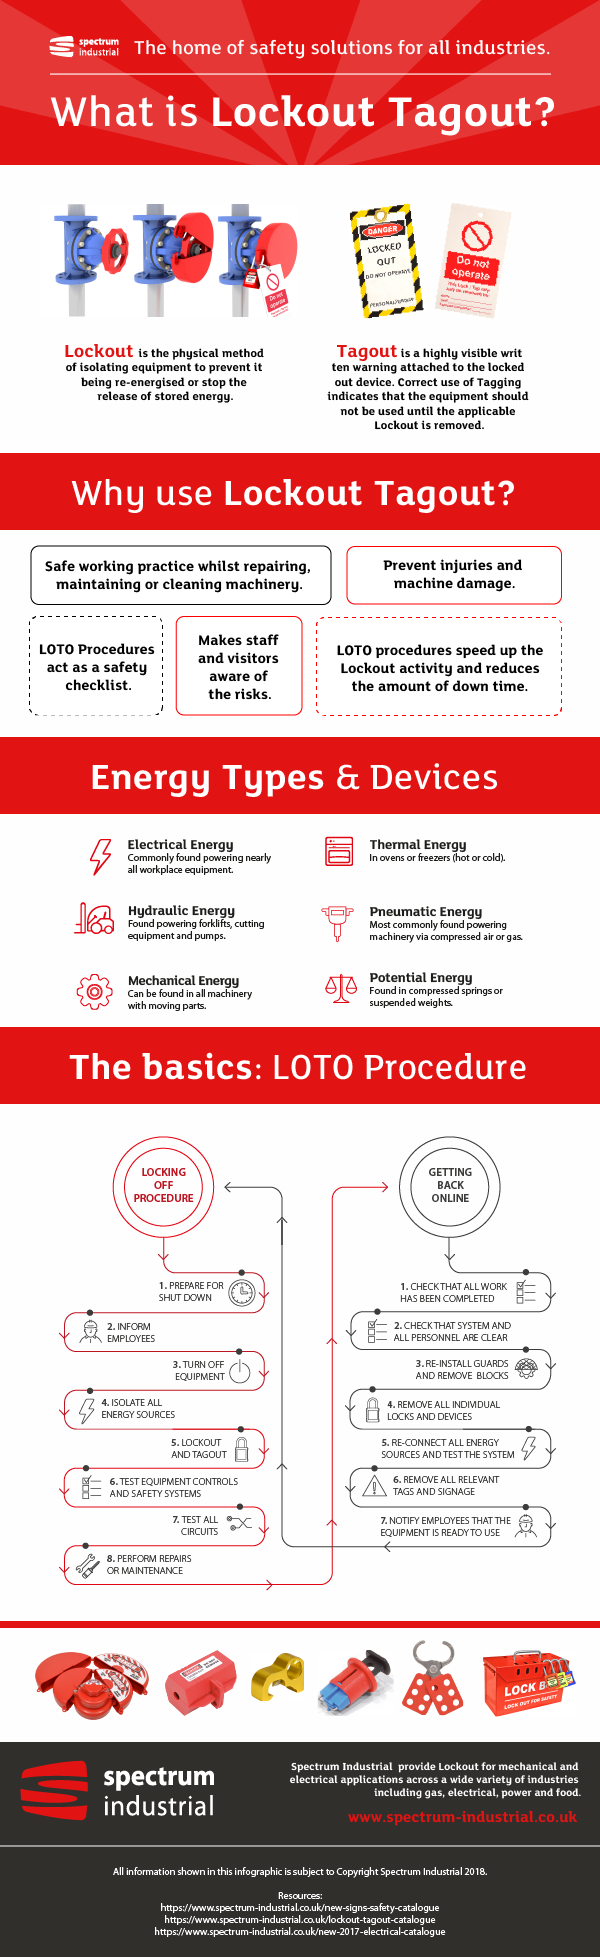 spectrum
industrial
The home of safety solutions for all industries.
What is Lockout Tagout?
Do not
operate
DANGER
LOCKED
OUT
DO NOT OPERATE
Do not
operate
Lockout is the physical method
of isolating equipment to prevent it
being re-energised or stop the
release of stored energy.
Tagout is a highly visible writ
ten warning attached to the locked
out device. Correct use of Tagging
indicates that the equipment should
not be used until the applicable
Lockout is removed.
Why use Lockout Tagout?
Safe working practice whilst repairing,
maintaining or cleaning machinery.
Prevent injuries and
machine damage.
LOTO Procedures
act as a safety
checklist.
Makes staff
and visitors
aware of
the risks.
LOTO procedures speed up the
Lockout activity and reduces
the amount of down time.
Energy Types & Devices
Electrical Energy
Commonly found powering nearly
all workplace equipment.
Thermal Energy
In ovens or freezers (hot or cold).
Hydraulic Energy
Found powering forklifts, cutting
equipment and pumps.
Pneumatic Energy
Most commonly found powering
machinery via compressed air or gas.
Mechanical Energy
Can be found in all machinery
with moving parts.
Potential Energy
Found in compressed springs or
suspended weights.
The basics: LOTO Procedure
LOCKING
OFF
PROCEDURE
1. PREPARE FOR
SHUT DOWN
2. INFORM
EMPLOYEES
3. TURN OFF
EQUIPMENT
4. ISOLATE ALL
ENERGY SOURCES
5. LOCKOUT
AND TAGOUT
6. TEST EQUIPMENT CONTROLS
AND SAFETY SYSTEMS
7. TEST ALL
CIRCUITS
8. PERFORM REPAIRS
OR MAINTENANCE
GETTING
BACK
ONLINE
1. CHECK THAT ALL WORK
HAS BEEN COMPLETED
2. CHECK THAT SYSTEM AND
ALL PERSONNEL ARE CLEAR
3. RE-INSTALL GUARDS
AND REMOVE BLOCKS
4. REMOVE ALL INDIVIDUAL
LOCKS AND DEVICES
5. RE-CONNECT ALL ENERGY
SOURCES AND TEST THE SYSTEM
6. REMOVE ALL RELEVANT
TAGS AND SIGNAGE
7. NOTIFY EMPLOYEES THAT THE
EQUIPMENT IS READY TO USE
LOCK B
LOCK OUT FOR SAFETY
spectrum
industrial
Spectrum Industrial provide Lockout for mechanical and
electrical applications across a wide variety of industries
including gas, electrical, power and food.
www.spectrum-industrial.co.uk
All information shown in this infographic is subject to Copyright Spectrum Industrial 2018.
Resources:
https://www.spectrum-industrial.co.uk/new-signs-safety-catalogue
https://www.spectrum-industrial.co.uk/lockout-tagout-catalogue
https://www.spectrum-industrial.co.uk/new-2017-electrical-catalogue